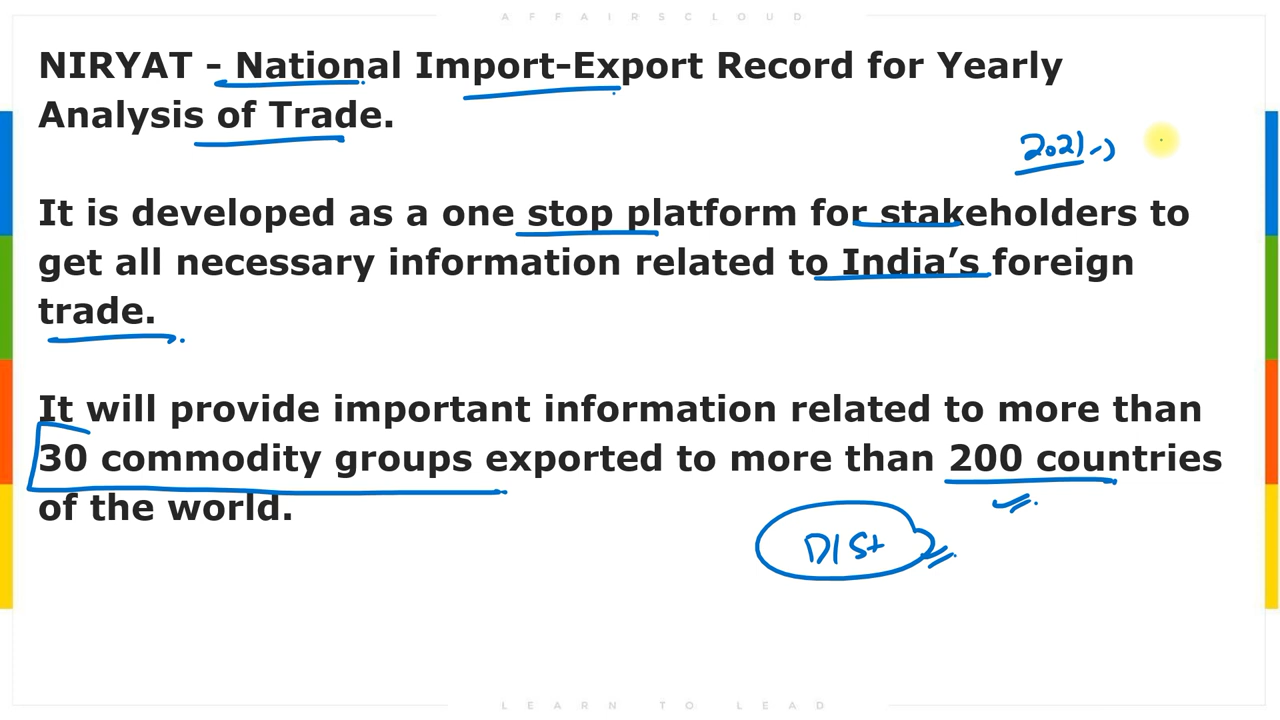 AFFAIRSCLOUD
NIRYAT - National Import-Export Record for Yearly
Analysis of Trade.
2021 →
It is developed as a one stop platform for stakeholders to
get all necessary information related to India’s foreign
trade.
It will provide important information related to more than
30 commodity groups exported to more than 200 countries
of the world.
Dist
LEARN TO LEAD